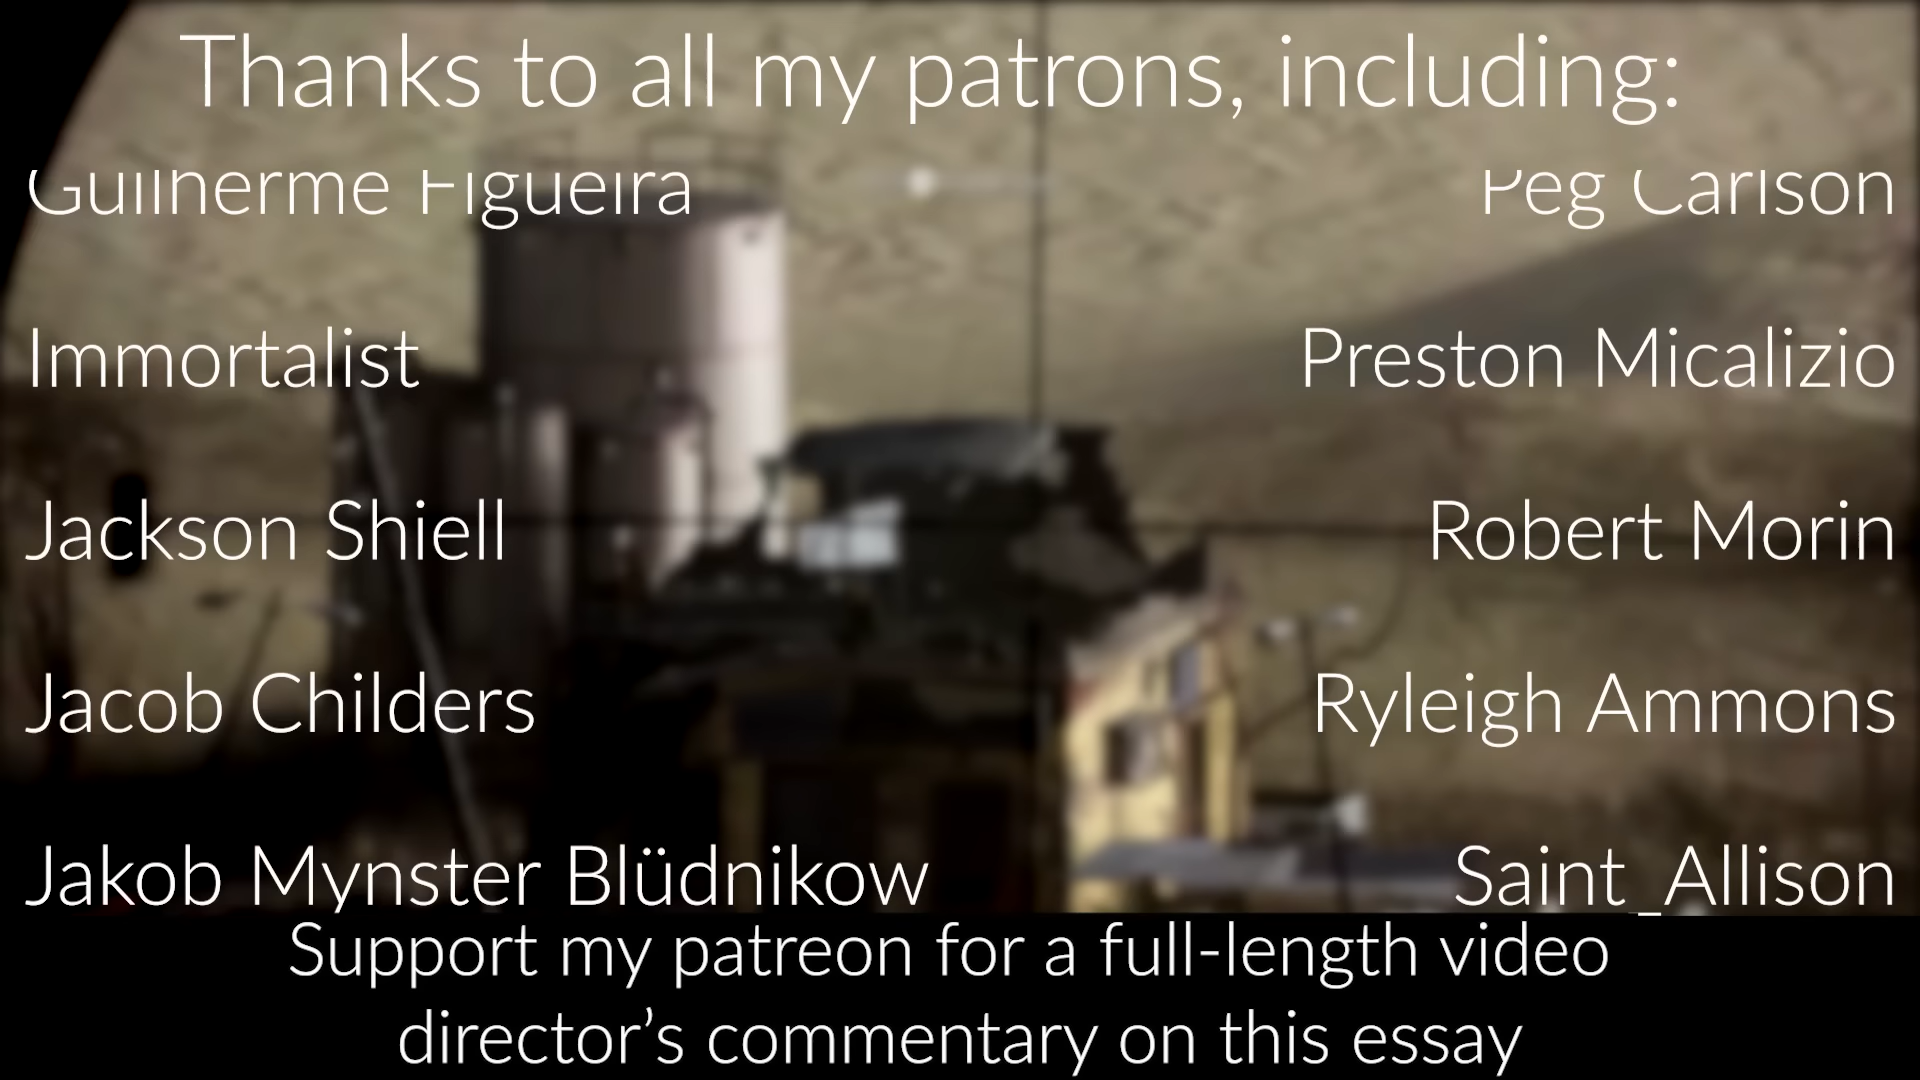 Thanks to all my patrons, including:
Guilherme Figueira
Peg Carlson
Immortalist
Preston Micalizio
Jackson Shiell
Robert Morin
Jacob Childers
Ryleigh Ammons
Jakob Mynster Blüdnikow
Saint_Allison
Support my patreon for a full-length video
director’s commentary on this essay